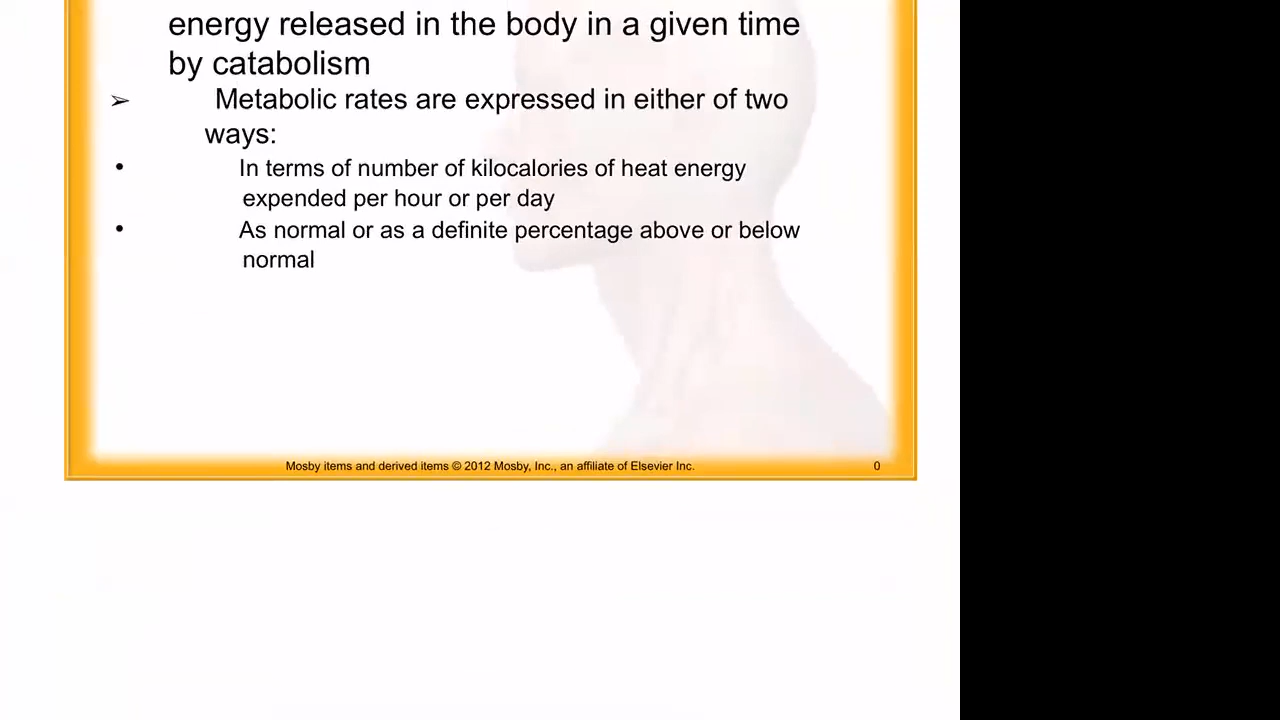 energy released in the body in a given time
by catabolism
➢ Metabolic rates are expressed in either of two
ways:
• In terms of number of kilocalories of heat energy
expended per hour or per day
• As normal or as a definite percentage above or below
normal
Mosby items and derived items © 2012 Mosby, Inc., an affiliate of Elsevier Inc. 0